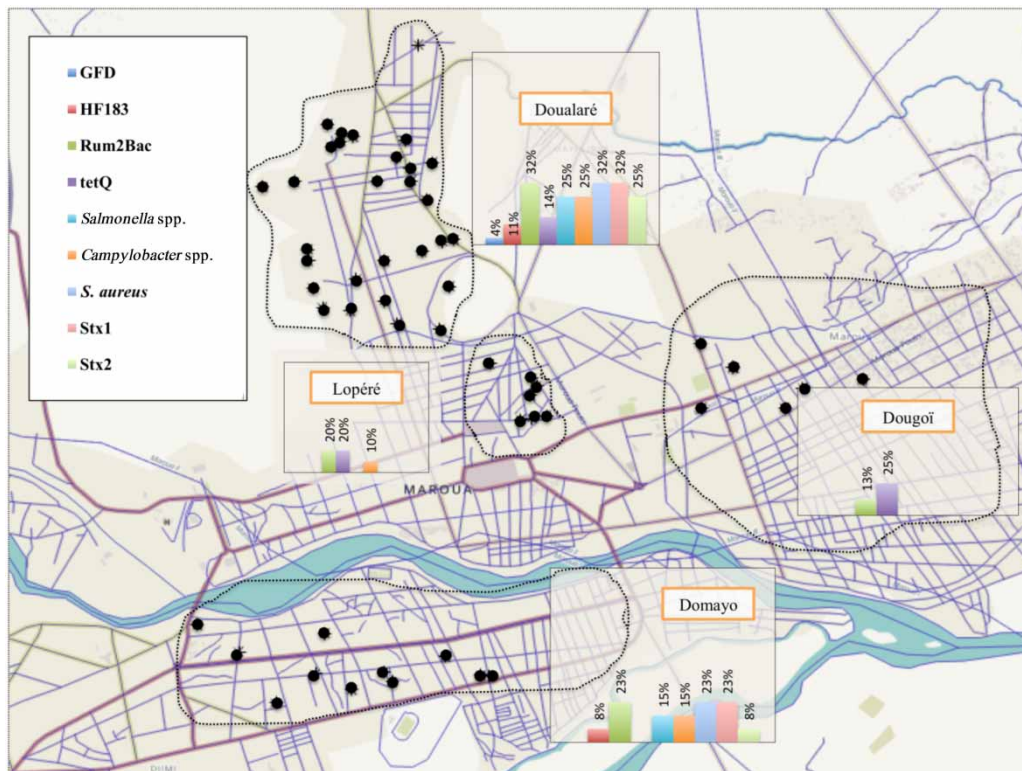 GFD
HF183
Rum2Bac
tetQ
Salmonella spp.
Campylobacter spp.
S. aureus
Stx1
Stx2
Doualaré
4%
11%
32%
14%
25%
25%
32%
32%
25%
Lopéré
20%
20%
10%
Dougoï
13%
25%
MAROUA
Domayo
8%
23%
15%
15%
23%
23%
8%